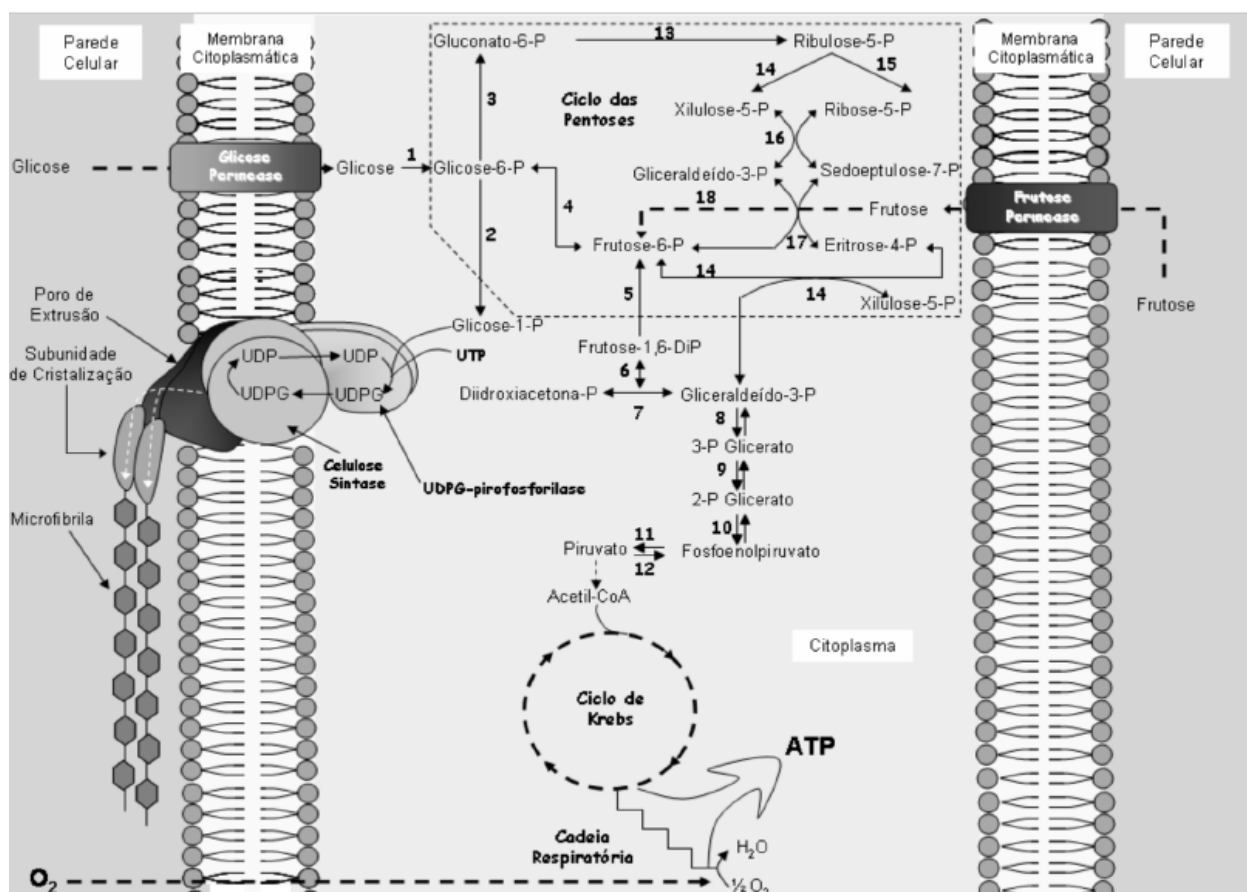 Parede
Celular
Membrana
Citoplasmática
Gluconato-6-P
13
Ribulose-5-P
Membrana
Citoplasmática
Parede
Celular
14
15
3
Ciclo das
Pentoses
Xilulose-5-P
Ribose-5-P
16
Glicose
Glicose
Permease
Glicose
1
Glicose-6-P
Gliceraldeído-3-P
Sedoeptulose-7-P
4
18
Frutose
Frutose
Permease
2
Frutose-6-P
17
Eritrose-4-P
14
5
14
Xilulose-5-P
Frutose
Poro de
Extrusão
Glicose-1-P
Subunidade
de Cristalização
UDP
UDP
UTP
Frutose-1,6-DiP
6
UDPG
UDPG
Diidroxiacetona-P
Gliceraldeído-3-P
7
8
3-P Glicerato
Celulose
Sintase
9
UDPG-pirofosforilase
2-P Glicerato
Microfibrila
10
11
Piruvato
Fosfoenolpiruvato
12
Acetil-CoA
Citoplasma
Ciclo de
Krebs
ATP
Cadeia
Respiratória
H2O
O2
½ O2